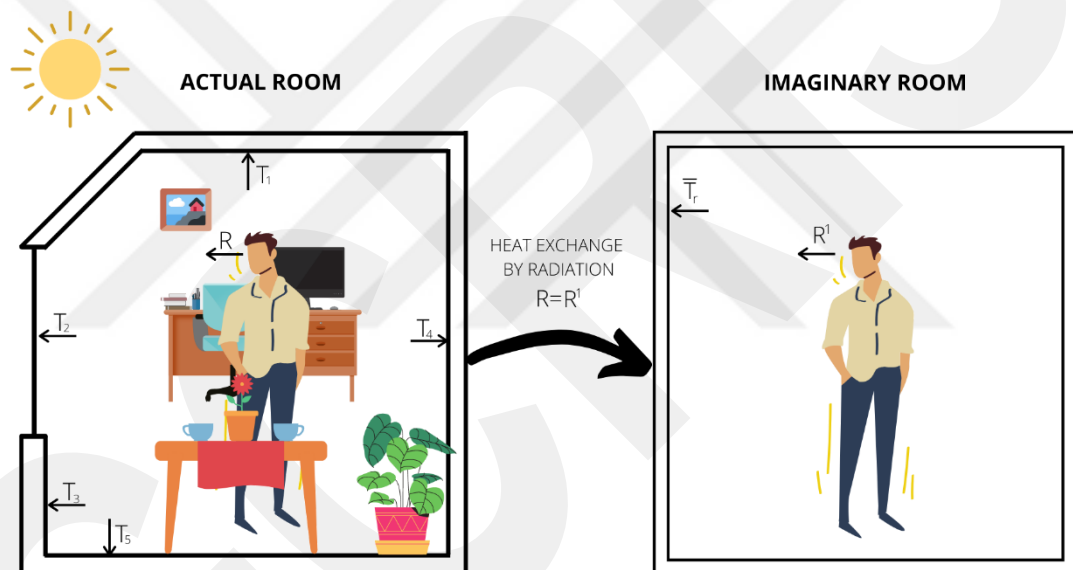 ACTUAL ROOM
IMAGINARY ROOM
T₁
T̿ᵣ
R
R¹
HEAT EXCHANGE
BY RADIATION
R=R¹
T₂
T₄
T₃
T₅